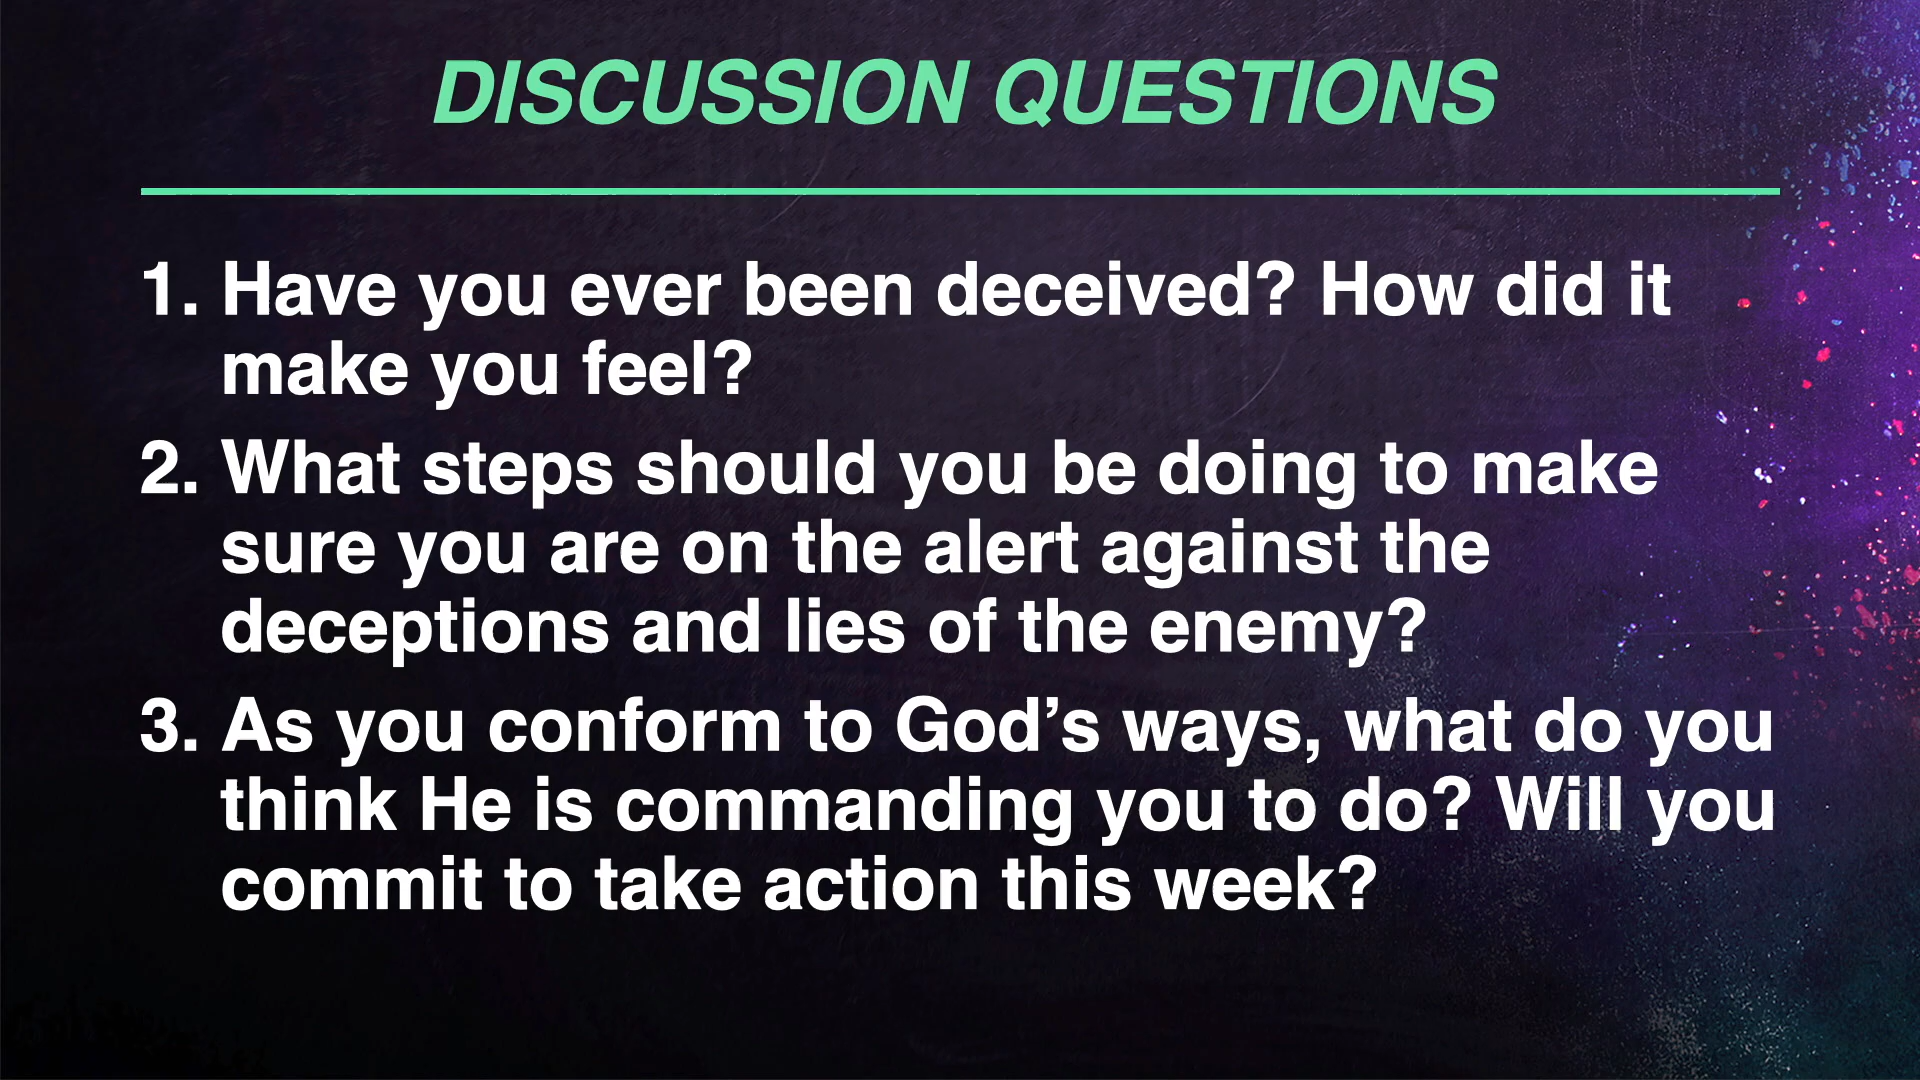 DISCUSSION QUESTIONS
1. Have you ever been deceived? How did it
make you feel?
2. What steps should you be doing to make
sure you are on the alert against the
deceptions and lies of the enemy?
3. As you conform to God’s ways, what do you
think He is commanding you to do? Will you
commit to take action this week?